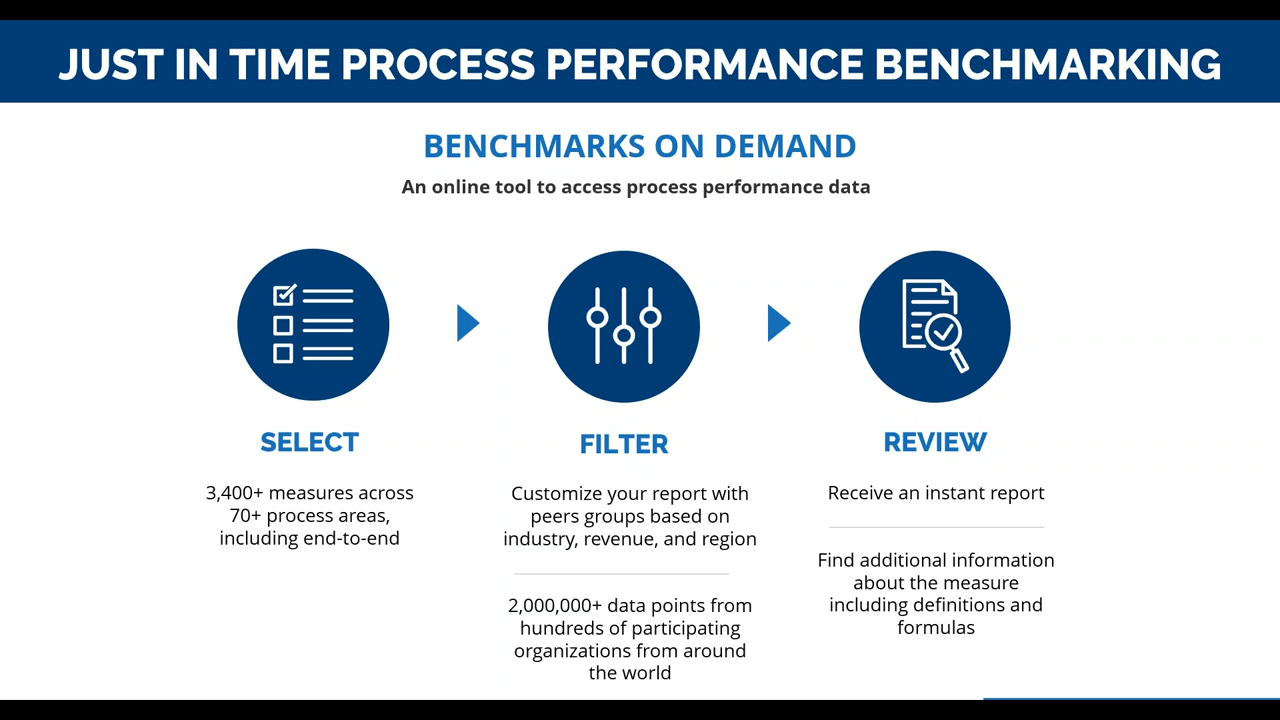 JUST IN TIME PROCESS PERFORMANCE BENCHMARKING
BENCHMARKS ON DEMAND
An online tool to access process performance data
SELECT
3,400+ measures across
70+ process areas,
including end-to-end
FILTER
Customize your report with
peers groups based on
industry, revenue, and region
2,000,000+ data points from
hundreds of participating
organizations from around
the world
REVIEW
Receive an instant report
Find additional information
about the measure
including definitions and
formulas